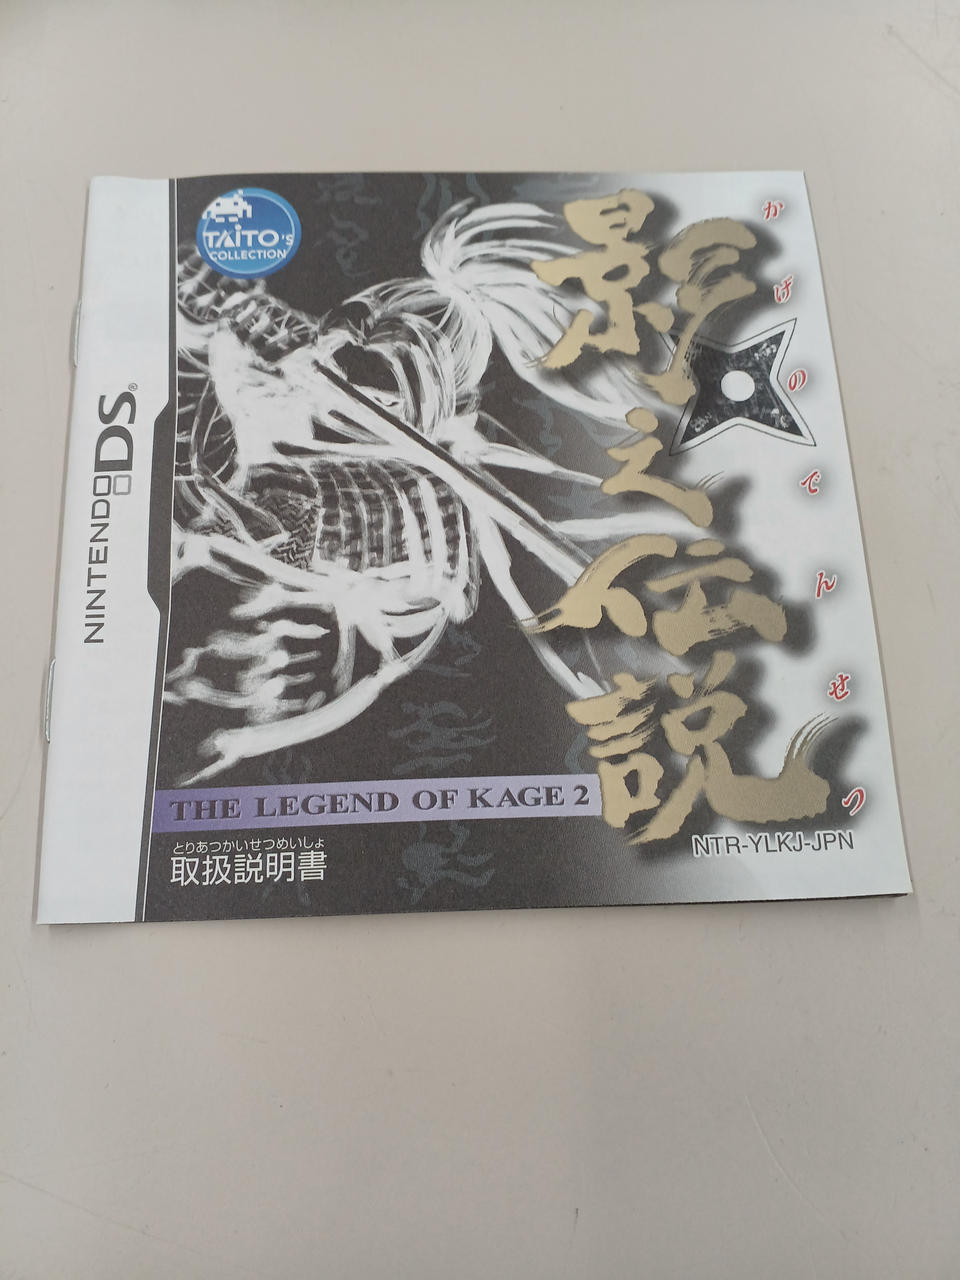 TAITO's
COLLECTION
NINTENDO DS®
影之伝説
かげのでんせつ
THE LEGEND OF KAGE 2
とりあつかいせつめいしょ
取扱説明書
NTR-YLKJ-JPN